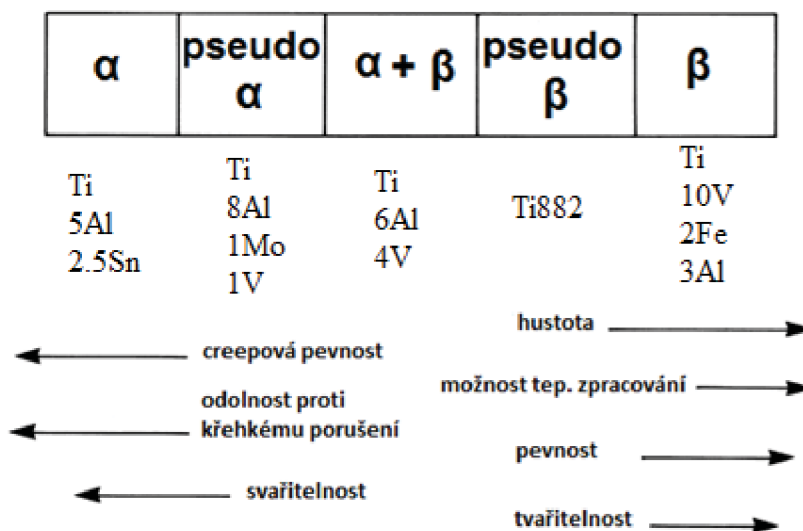 α
pseudo
α
α + β
pseudo
β
β
Ti
5Al
2.5Sn
Ti
8Al
1Mo
1V
Ti
6Al
4V
Ti882
Ti
10V
2Fe
3Al
creepová pevnost
odolnost proti
křehkému porušení
svařitelnost
hustota
možnost tep. zpracování
pevnost
tvařitelnost